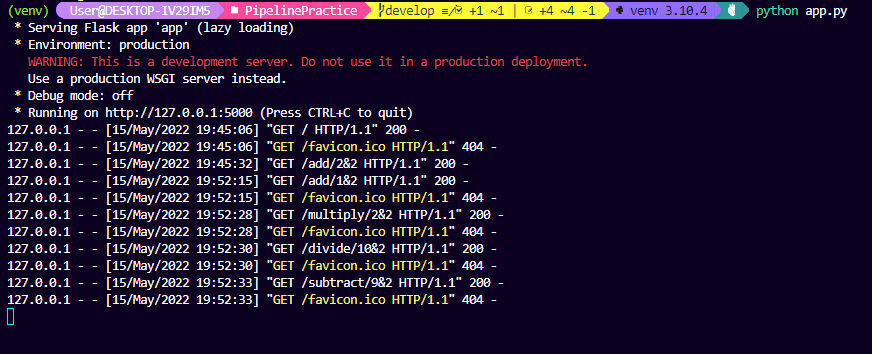 (venv) User@DESKTOP-IV29IM5 PipelinePractice develop ≡/ +1 ~1 | +4 ~4 -1 venv 3.10.4 python app.py
* Serving Flask app 'app' (lazy loading)
* Environment: production
WARNING: This is a development server. Do not use it in a production deployment.
Use a production WSGI server instead.
* Debug mode: off
* Running on http://127.0.0.1:5000 (Press CTRL+C to quit)
127.0.0.1 - - [15/May/2022 19:45:06] "GET / HTTP/1.1" 200 -
127.0.0.1 - - [15/May/2022 19:45:06] "GET /favicon.ico HTTP/1.1" 404 -
127.0.0.1 - - [15/May/2022 19:45:32] "GET /add/2&2 HTTP/1.1" 200 -
127.0.0.1 - - [15/May/2022 19:52:15] "GET /add/1&2 HTTP/1.1" 200 -
127.0.0.1 - - [15/May/2022 19:52:15] "GET /favicon.ico HTTP/1.1" 404 -
127.0.0.1 - - [15/May/2022 19:52:28] "GET /multiply/2&2 HTTP/1.1" 200 -
127.0.0.1 - - [15/May/2022 19:52:28] "GET /favicon.ico HTTP/1.1" 404 -
127.0.0.1 - - [15/May/2022 19:52:30] "GET /divide/10&2 HTTP/1.1" 200 -
127.0.0.1 - - [15/May/2022 19:52:30] "GET /favicon.ico HTTP/1.1" 404 -
127.0.0.1 - - [15/May/2022 19:52:33] "GET /subtract/9&2 HTTP/1.1" 200 -
127.0.0.1 - - [15/May/2022 19:52:33] "GET /favicon.ico HTTP/1.1" 404 -